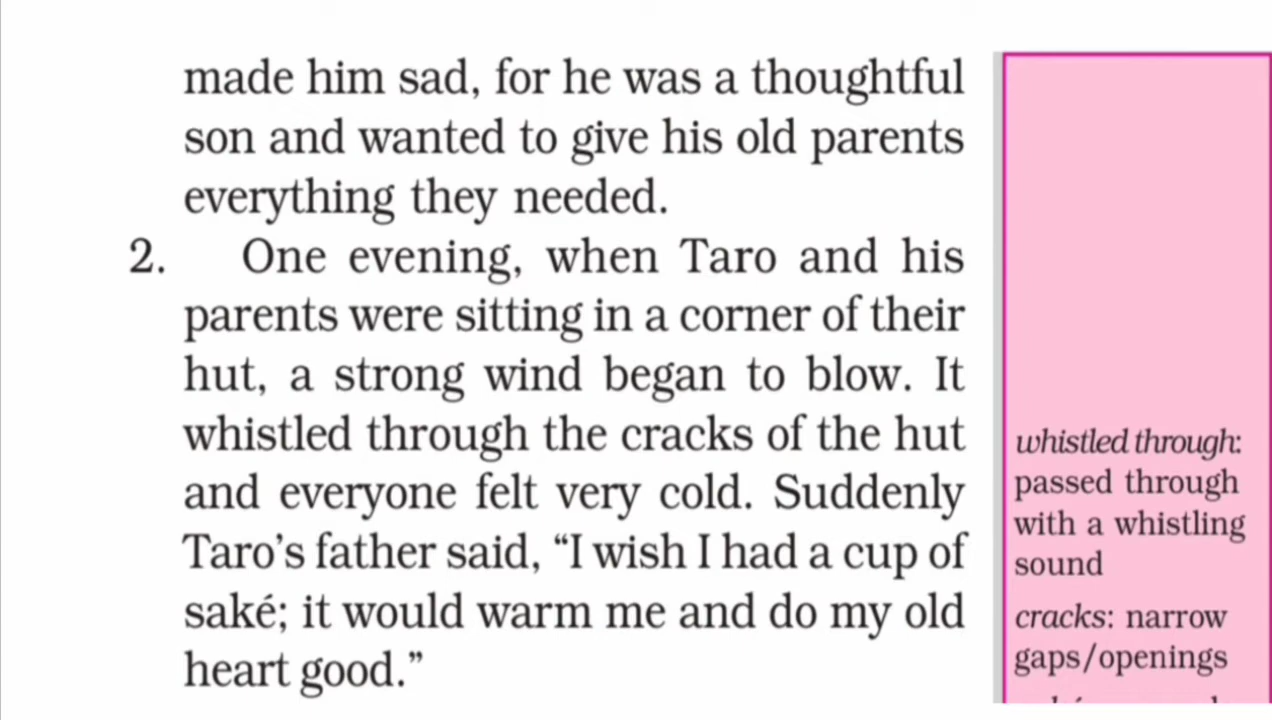 made him sad, for he was a thoughtful
son and wanted to give his old parents
everything they needed.
2. One evening, when Taro and his
parents were sitting in a corner of their
hut, a strong wind began to blow. It
whistled through the cracks of the hut
and everyone felt very cold. Suddenly
Taro’s father said, “I wish I had a cup of
saké; it would warm me and do my old
heart good.”
whistled through:
passed through
with a whistling
sound
cracks: narrow
gaps/openings